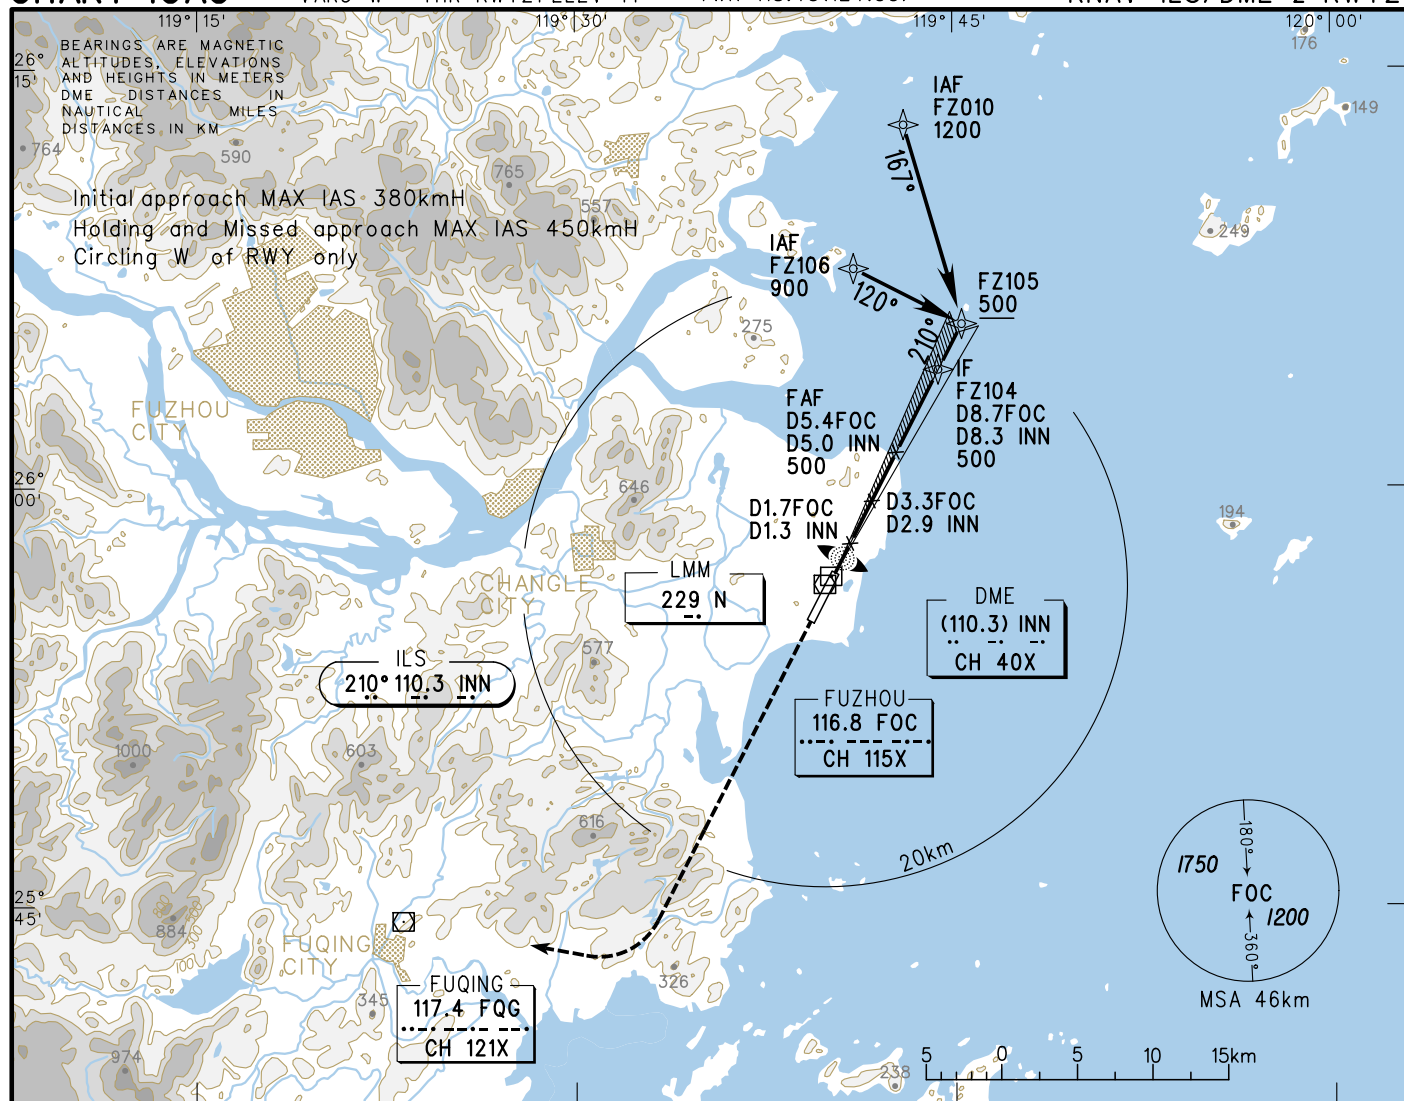 119° 15'
119° 30'
119° 45'
120° 00'
26°
15'
BEARINGS ARE MAGNETIC
ALTITUDES, ELEVATIONS
AND HEIGHTS IN METERS
DME DISTANCES IN
NAUTICAL MILES
DISTANCES IN KM
Initial approach MAX IAS 380kmH
Holding and Missed approach MAX IAS 450kmH
Circling W of RWY only
764
590
765
557
176
149
249
IAF
FZ010
1200
167°
IAF
FZ106
900
120°
FZ105
500
210°
275
IF
FZ104
D8.7FOC
D8.3 INN
500
FAF
D5.4FOC
D5.0 INN
500
FUZHOU
CITY
26°
00'
646
D1.7FOC
D1.3 INN
D3.3FOC
D2.9 INN
194
CHANGLE
CITY
LMM
229 N
DME
(110.3) INN
CH 40X
577
ILS
210° 110.3 INN
FUZHOU
116.8 FOC
CH 115X
1000
603
616
20km
180°
1750
FOC
1200
360°
MSA 46km
25°
45'
884
100
FUQING
CITY
326
345
FUQING
117.4 FQG
CH 121X
974
238
5 0 5 10 15km